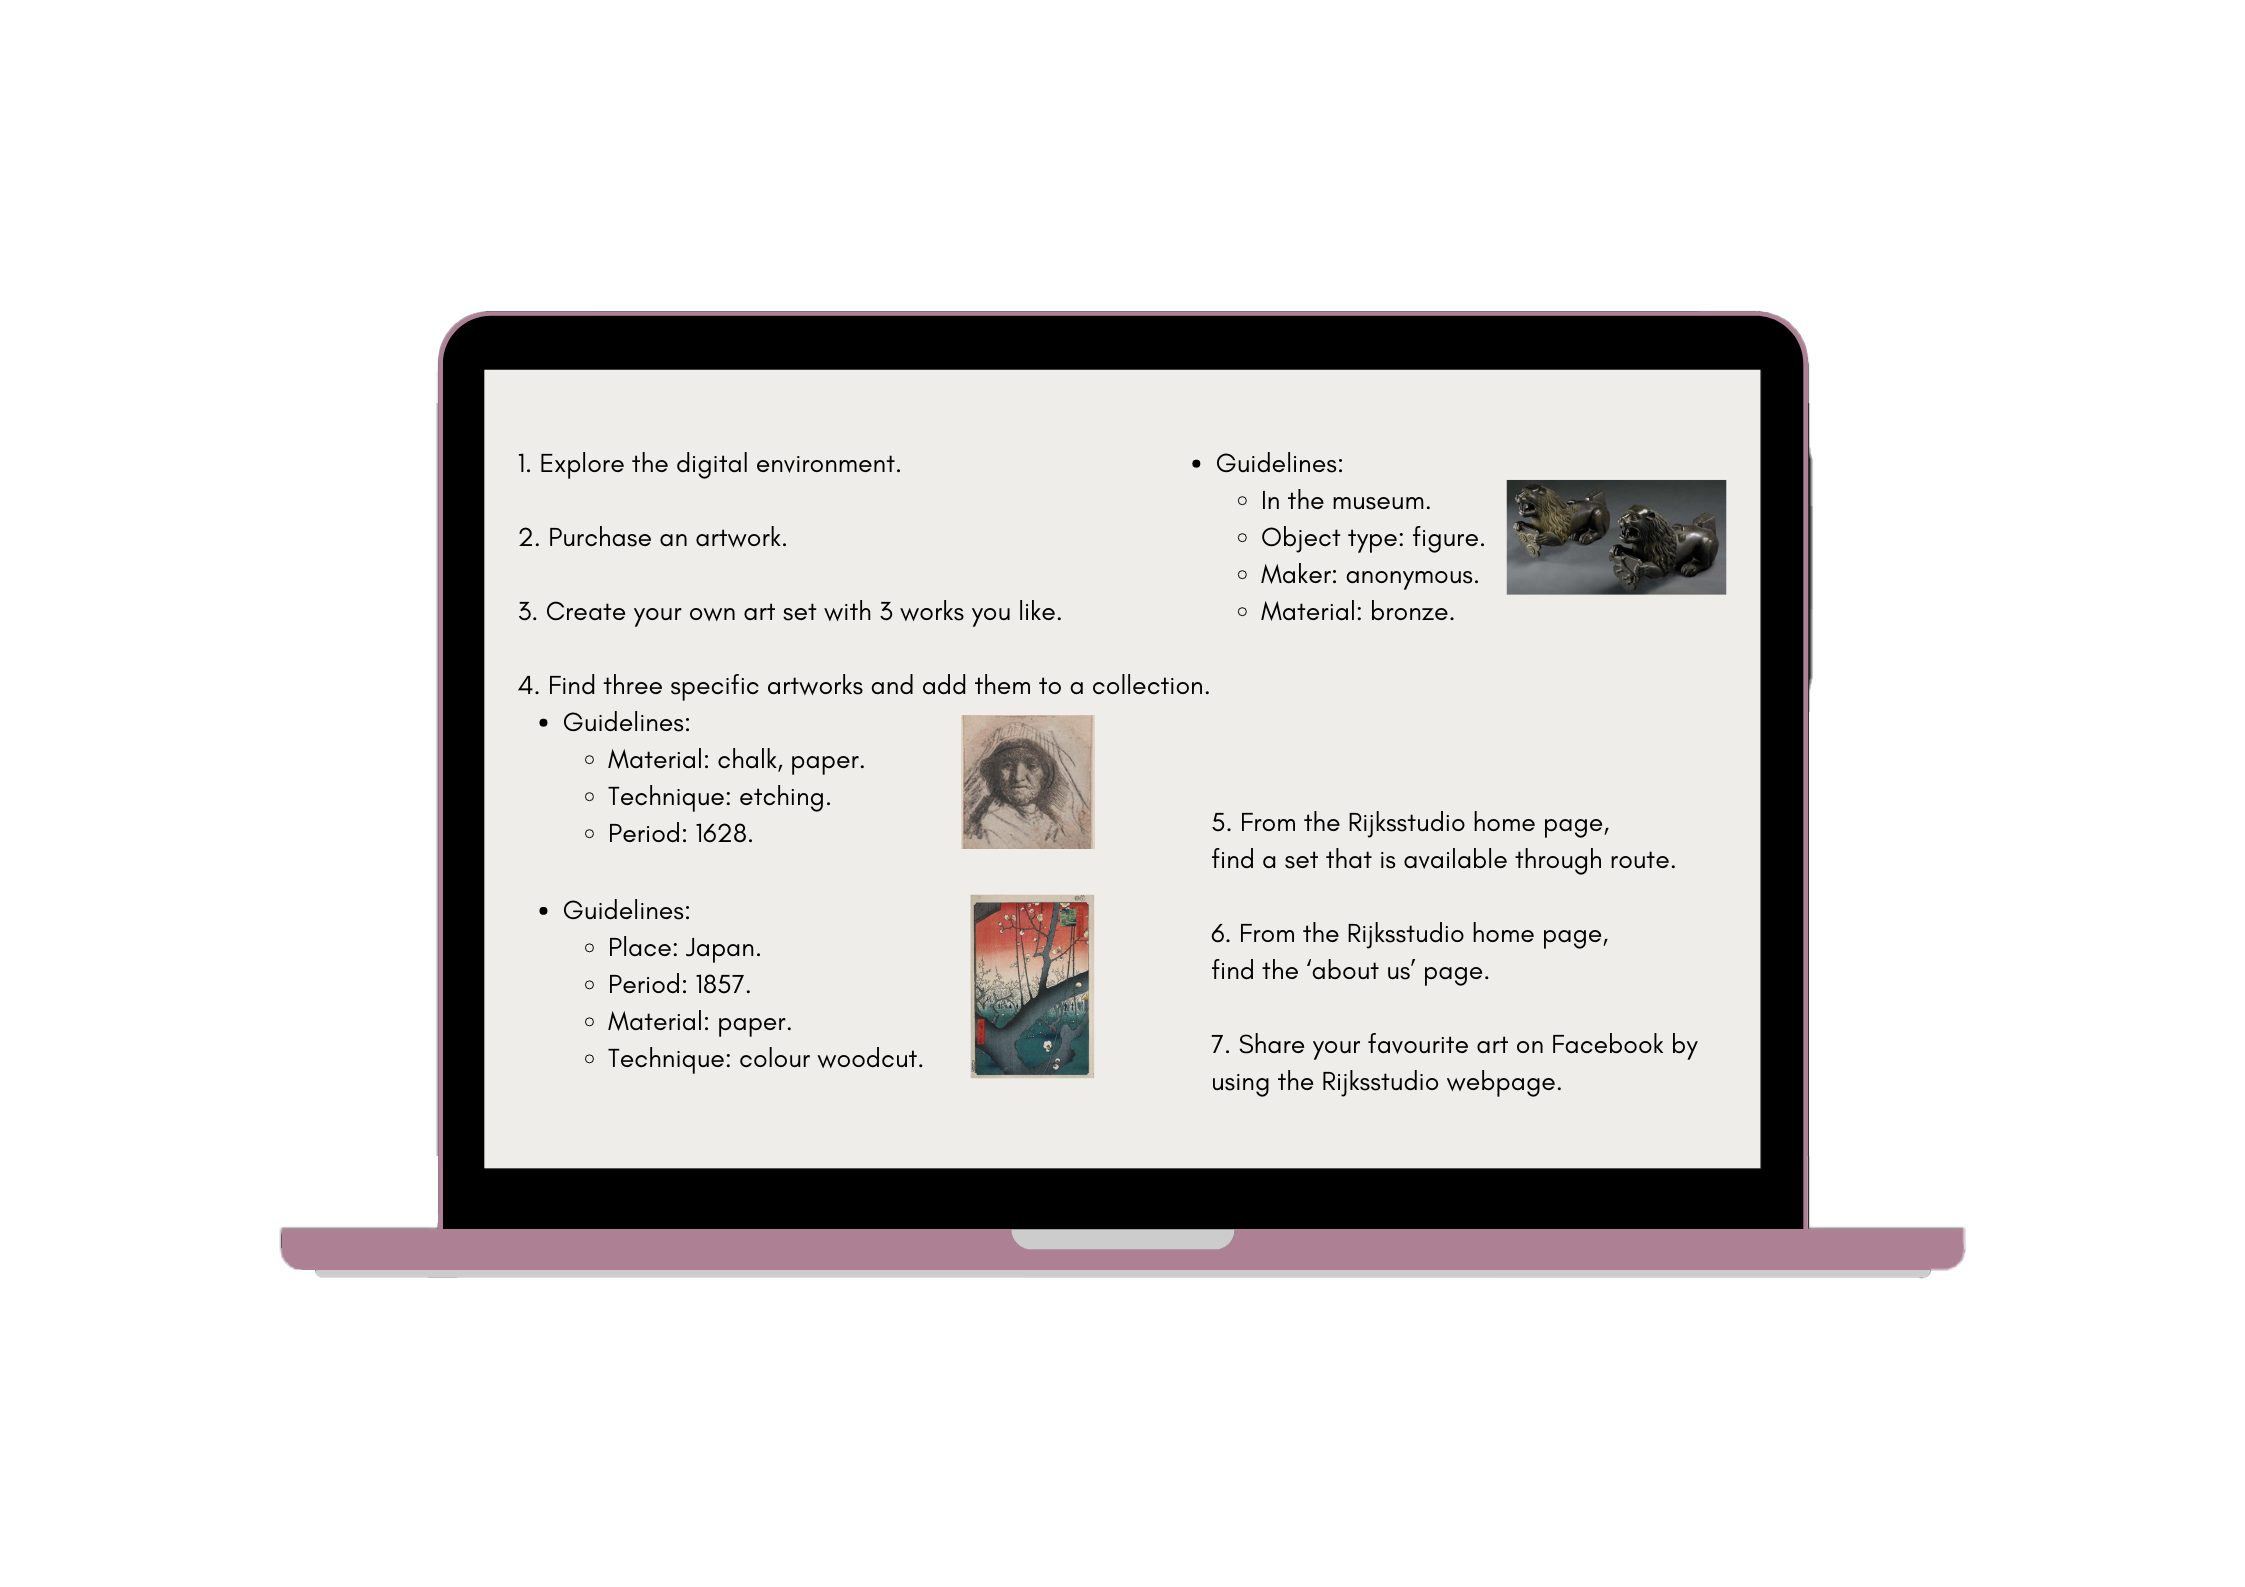 1. Explore the digital environment.
2. Purchase an artwork.
3. Create your own art set with 3 works you like.
4. Find three specific artworks and add them to a collection.
• Guidelines:
○ Material: chalk, paper.
○ Technique: etching.
○ Period: 1628.
• Guidelines:
○ Place: Japan.
○ Period: 1857.
○ Material: paper.
○ Technique: colour woodcut.
• Guidelines:
○ In the museum.
○ Object type: figure.
○ Maker: anonymous.
○ Material: bronze.
5. From the Rijksstudio home page,
find a set that is available through route.
6. From the Rijksstudio home page,
find the ‘about us’ page.
7. Share your favourite art on Facebook by
using the Rijksstudio webpage.